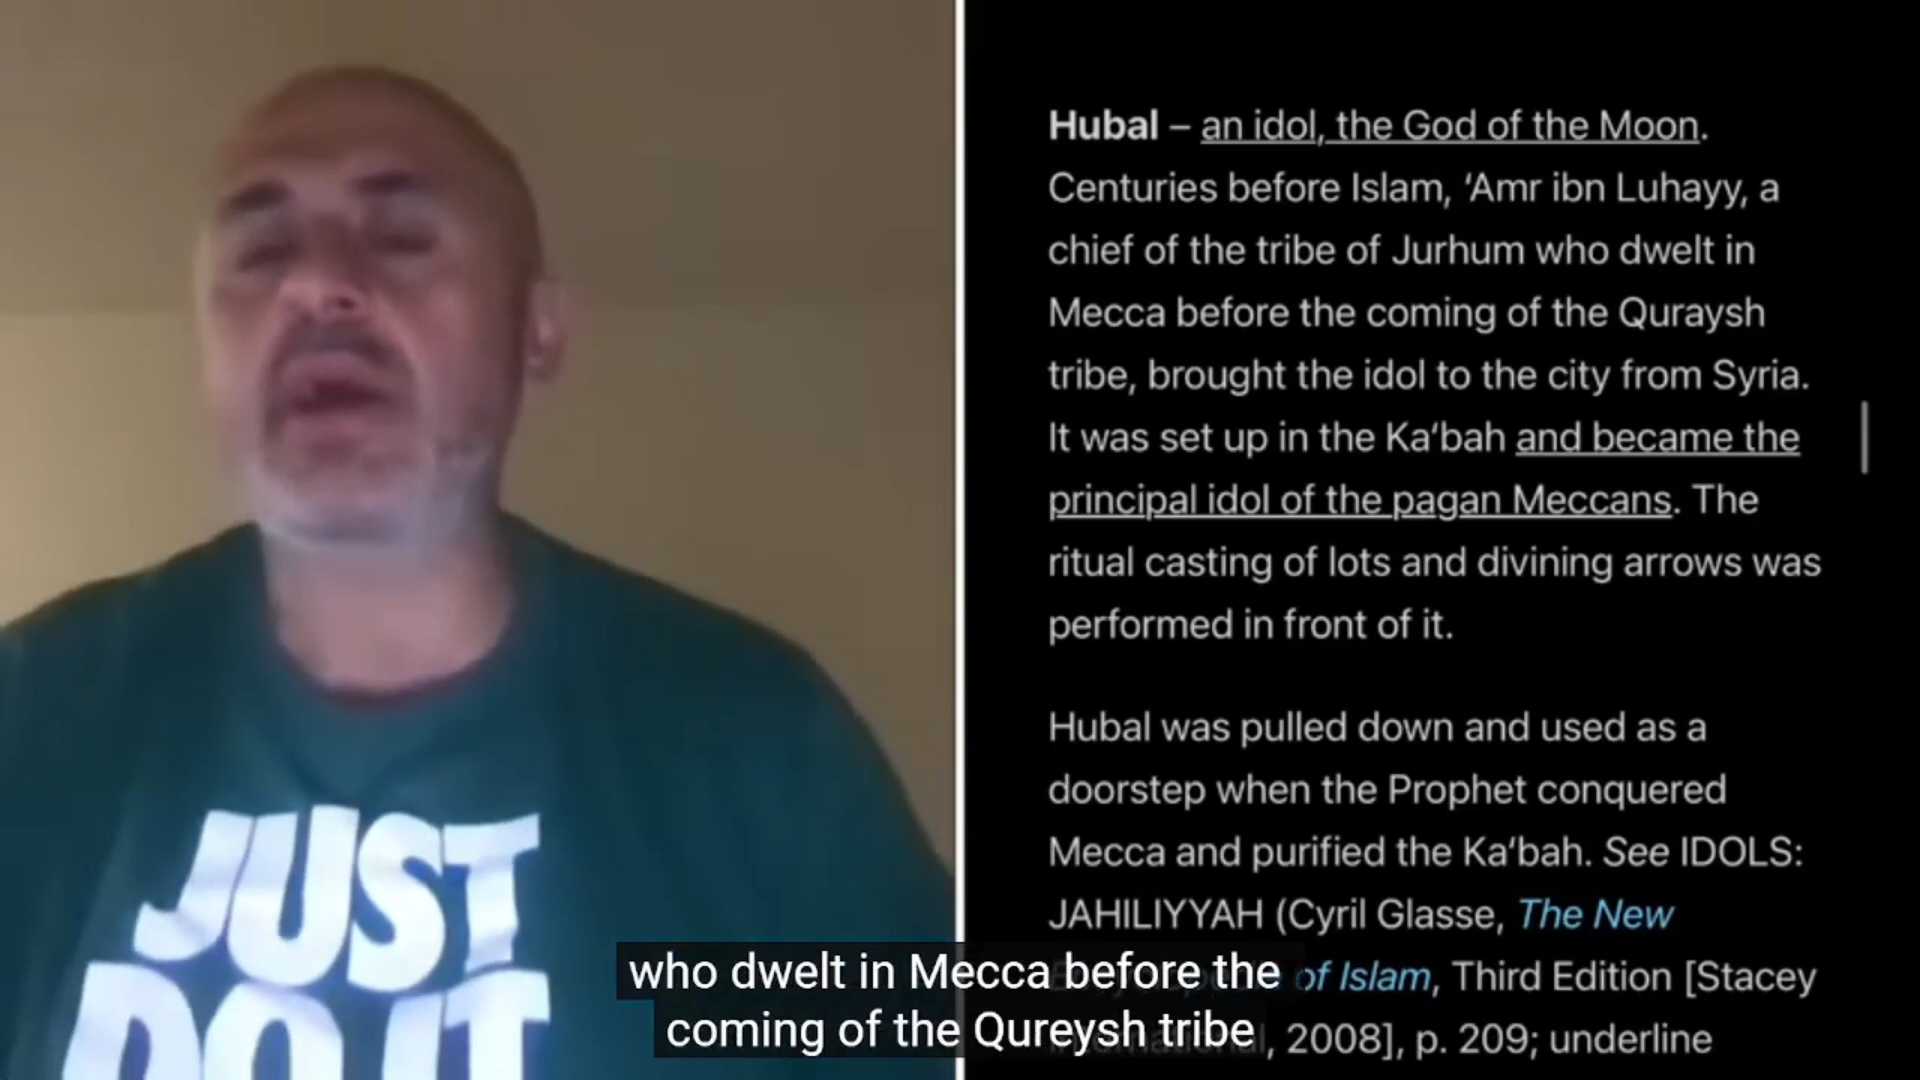 JUST
DO IT
Hubal – an idol, the God of the Moon.
Centuries before Islam, ‘Amr ibn Luhayy, a
chief of the tribe of Jurhum who dwelt in
Mecca before the coming of the Quraysh
tribe, brought the idol to the city from Syria.
It was set up in the Ka‘bah and became the
principal idol of the pagan Meccans. The
ritual casting of lots and divining arrows was
performed in front of it.
Hubal was pulled down and used as a
doorstep when the Prophet conquered
Mecca and purified the Ka‘bah. See IDOLS:
JAHILIYYAH (Cyril Glasse, The New
of Islam, Third Edition [Stacey
, 2008], p. 209; underline
who dwelt in Mecca before the
coming of the Qureysh tribe